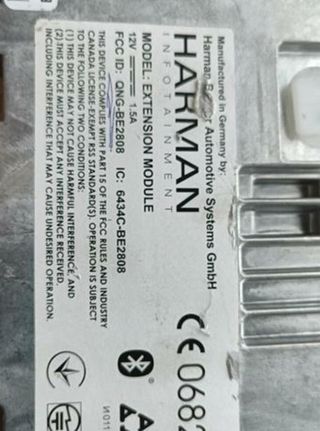 Manufactured in Germany by:
Harman Automotive Systems GmbH
HARMAN
INFOTAINMENT
CE 0682
MODEL: EXTENSION MODULE
12V 1.5A
FCC ID: QNG-BE2808 IC: 6434C-BE2808
THIS DEVICE COMPLIES WITH PART 15 OF THE FCC RULES AND INDUSTRY
CANADA LICENSE-EXEMPT RSS STANDARD(S). OPERATION IS SUBJECT
TO THE FOLLOWING TWO CONDITIONS:
(1) THIS DEVICE MAY NOT CAUSE HARMFUL INTERFERENCE, AND
(2) THIS DEVICE MUST ACCEPT ANY INTERFERENCE RECEIVED,
INCLUDING INTERFERENCE THAT MAY CAUSE UNDESIRED OPERATION.